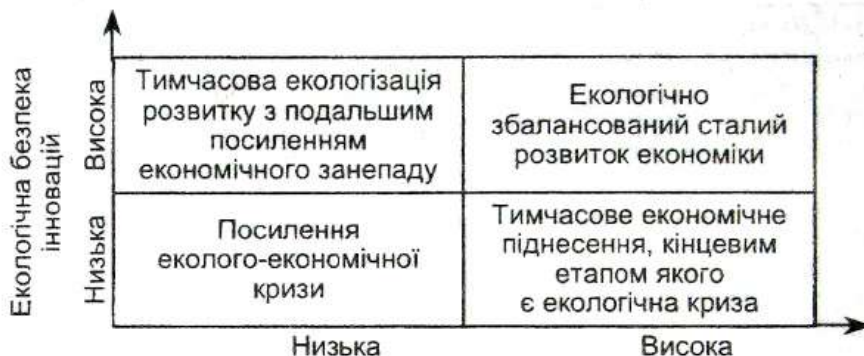 Екологічна безпека
інновацій
Висока
Низька
Тимчасова екологізація
розвитку з подальшим
посиленням
економічного занепаду
Екологічно
збалансований сталий
розвиток економіки
Посилення
еколого-економічної
кризи
Тимчасове економічне
піднесення, кінцевим
етапом якого
є екологічна криза
Низька
Висока